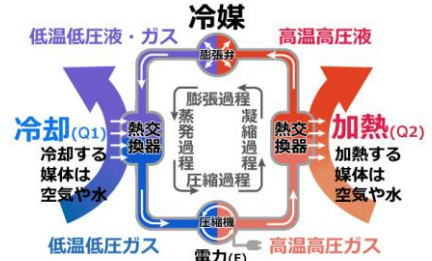 冷媒
低温低圧液・ガス
高温高圧液
膨張弁
膨張過程
蒸発過程
凝縮過程
圧縮過程
冷却(Q1)
冷却する
媒体は
空気や水
熱交
換器
熱交
換器
加熱(Q2)
加熱する
媒体は
空気や水
圧縮機
低温低圧ガス
高温高圧ガス
電力(E)